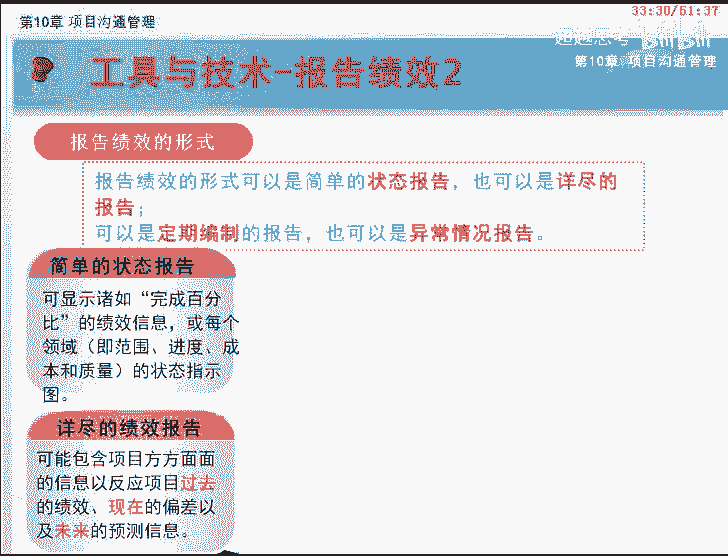 第10章 项目沟通管理
33:30/61:37
超越思考 bilibili
第10章 项目沟通管理
工具与技术-报告绩效2
报告绩效的形式
报告绩效的形式可以是简单的状态报告，也可以是详尽的
报告；
可以是定期编制的报告，也可以是异常情况报告。
简单的状态报告
可显示诸如“完成百分
比”的绩效信息，或每个
领域（即范围、进度、成
本和质量）的状态指示
图。
详尽的绩效报告
可能包含项目方方面面
的信息以反应项目过去
的绩效、现在的偏差以
及未来的预测信息。